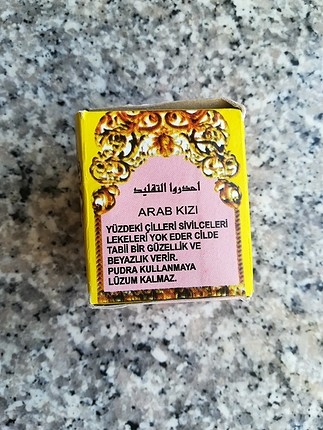 احذروا التقليد
ARAB KIZI
YÜZDEKİ ÇİLLERİ SİVİLCELERİ
LEKELERİ YOK EDER CİLDE
TABİİ BİR GÜZELLİK VE
BEYAZLIK VERİR.
PUDRA KULLANMAYA
LÜZUM KALMAZ.